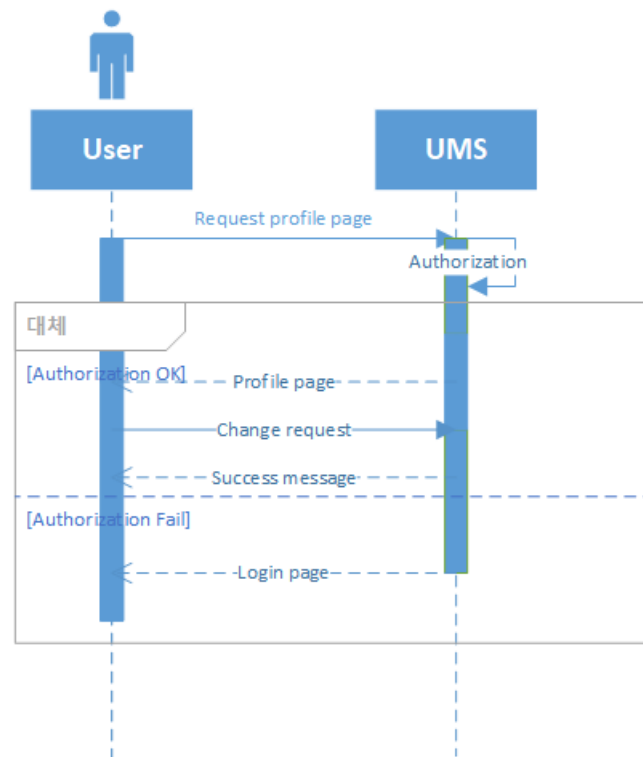 User
UMS
Request profile page
Authorization
대체
[Authorization OK]
Profile page
Change request
Success message
[Authorization Fail]
Login page